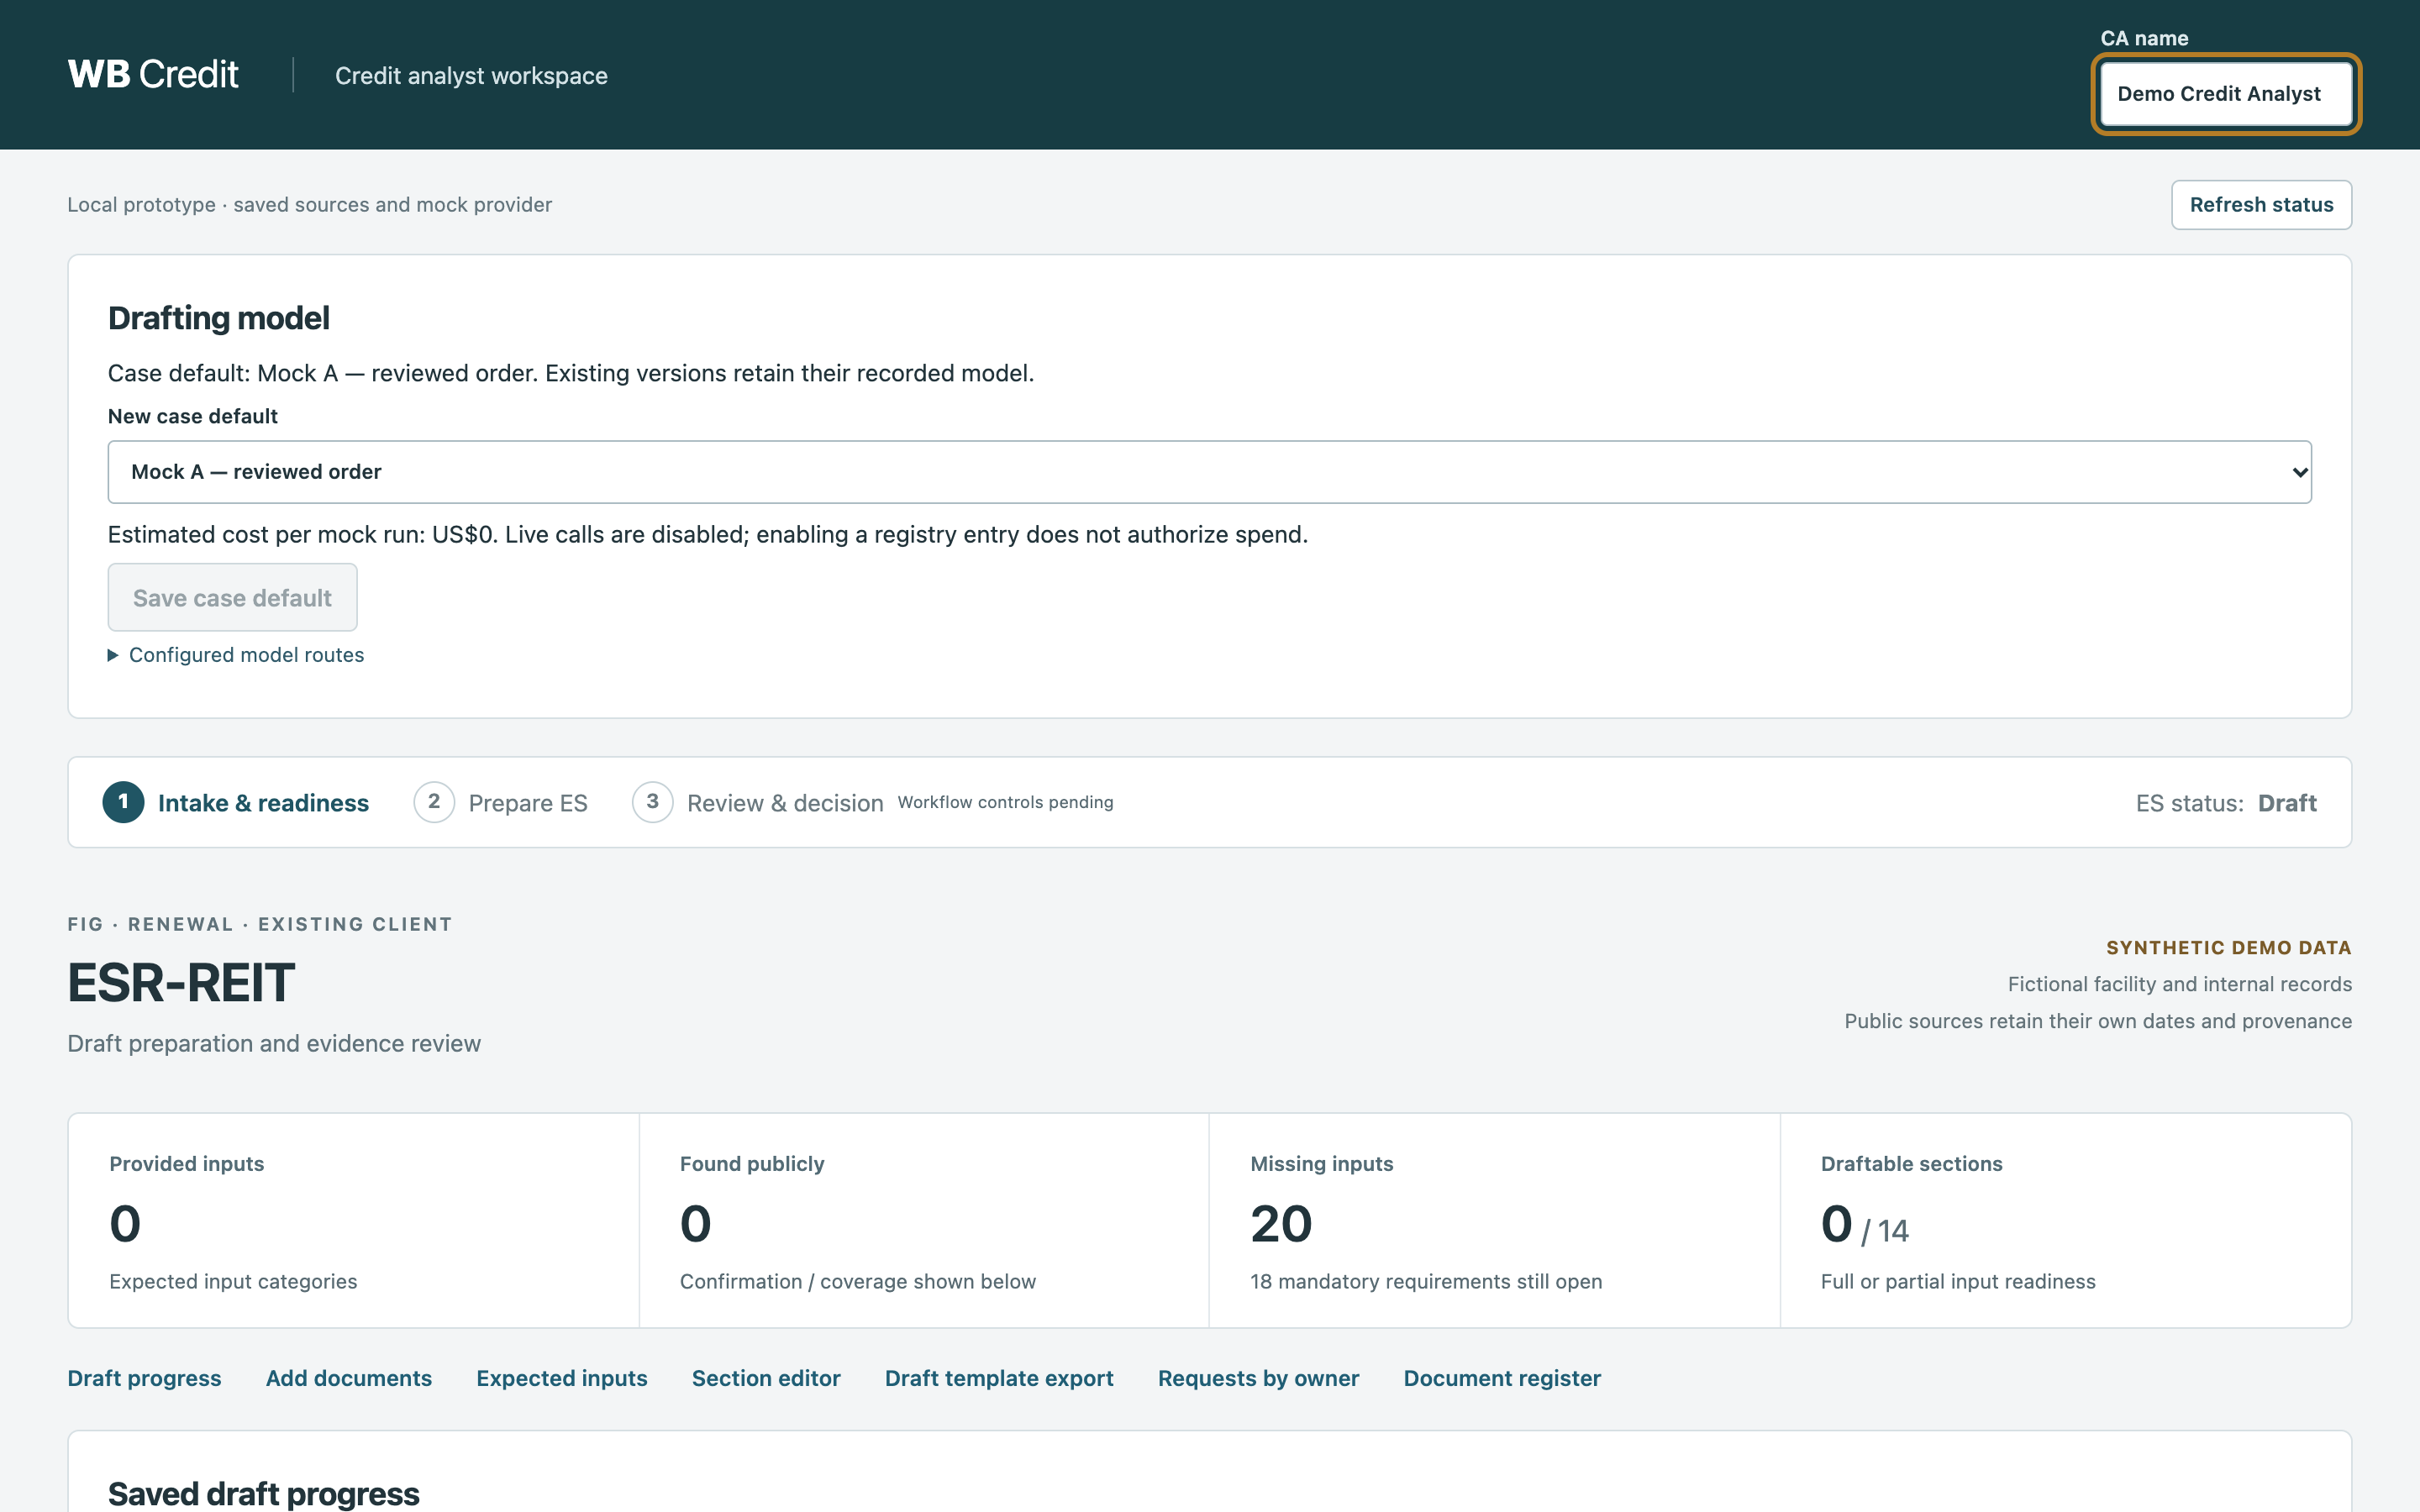 WB Credit
Credit analyst workspace
CA name
Demo Credit Analyst
Local prototype · saved sources and mock provider
Refresh status
Drafting model
Case default: Mock A — reviewed order. Existing versions retain their recorded model.
New case default
Mock A — reviewed order
Estimated cost per mock run: US$0. Live calls are disabled; enabling a registry entry does not authorize spend.
Save case default
Configured model routes
1 Intake & readiness
2 Prepare ES
3 Review & decision Workflow controls pending
ES status: Draft
FIG · RENEWAL · EXISTING CLIENT
ESR-REIT
Draft preparation and evidence review
SYNTHETIC DEMO DATA
Fictional facility and internal records
Public sources retain their own dates and provenance
Provided inputs
0
Expected input categories
Found publicly
0
Confirmation / coverage shown below
Missing inputs
20
18 mandatory requirements still open
Draftable sections
0 / 14
Full or partial input readiness
Draft progress
Add documents
Expected inputs
Section editor
Draft template export
Requests by owner
Document register
Saved draft progress